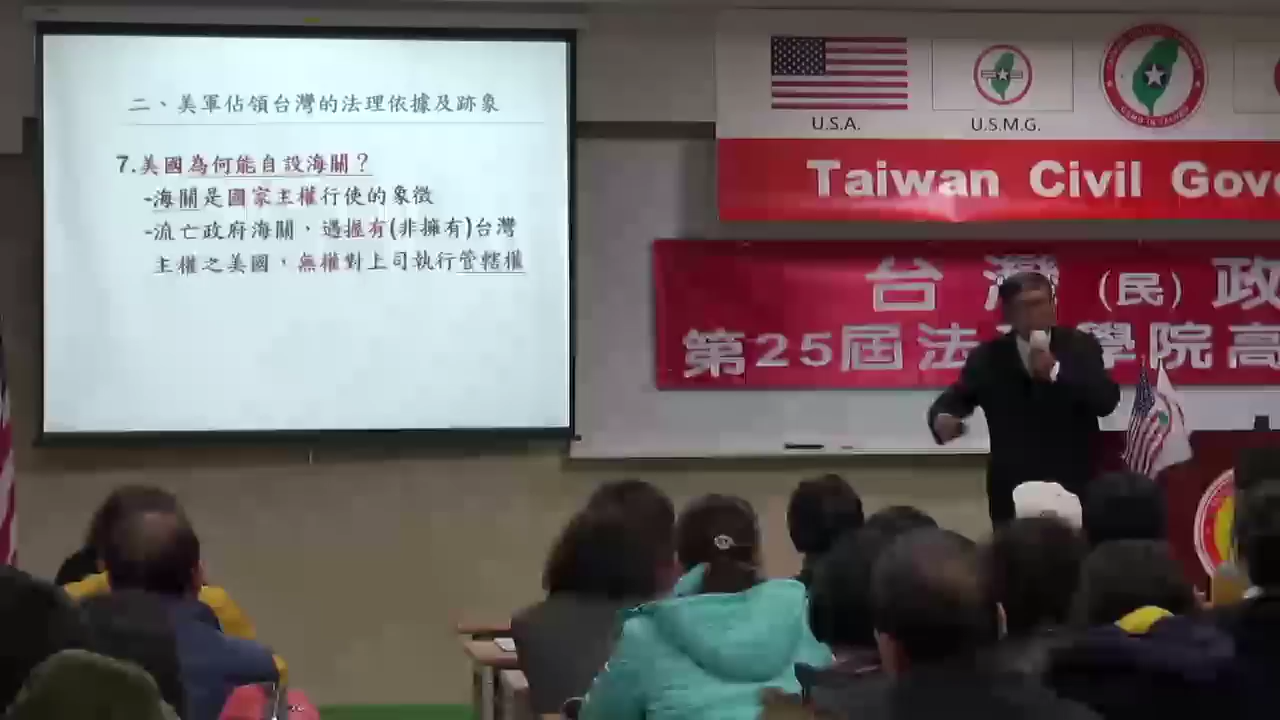 二、美軍佔領台灣的法理依據及跡象
7.美國為何能自設海關？
-海關是國家主權行使的象徵
-流亡政府海關，遇握有(非擁有)台灣
主權之美國，無權對上司執行管轄權
U.S.A.
U.S.M.G.
Taiwan Civil Gove
台灣(民)政
第25屆法 學院高